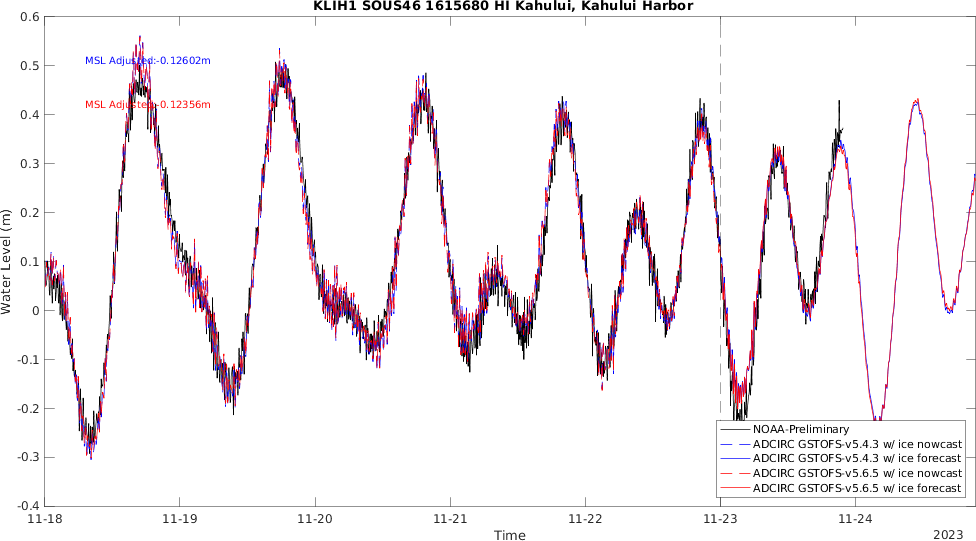 KLIH1 SOUS46 1615680 HI Kahului, Kahului Harbor
0.6
0.5
0.4
0.3
0.2
0.1
0
-0.1
-0.2
-0.3
-0.4
Water Level (m)
MSL Adjusted:-0.12602m
MSL Adjusted:-0.12356m
NOAA-Preliminary
ADCIRC GSTOFS-v5.4.3 w/ ice nowcast
ADCIRC GSTOFS-v5.4.3 w/ ice forecast
ADCIRC GSTOFS-v5.6.5 w/ ice nowcast
ADCIRC GSTOFS-v5.6.5 w/ ice forecast
11-18 11-19 11-20 11-21 11-22 11-23 11-24
Time
2023